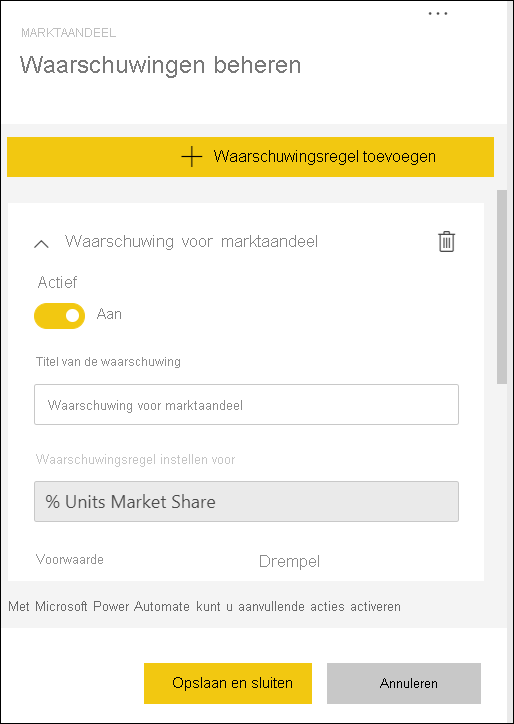 MARKTAANDEEL
Waarschuwingen beheren
Waarschuwingsregel toevoegen
Waarschuwing voor marktaandeel
Actief
Aan
Titel van de waarschuwing
Waarschuwing voor marktaandeel
Waarschuwingsregel instellen voor
% Units Market Share
Voorwaarde Drempel
Met Microsoft Power Automate kunt u aanvullende acties activeren
Opslaan en sluiten Annuleren